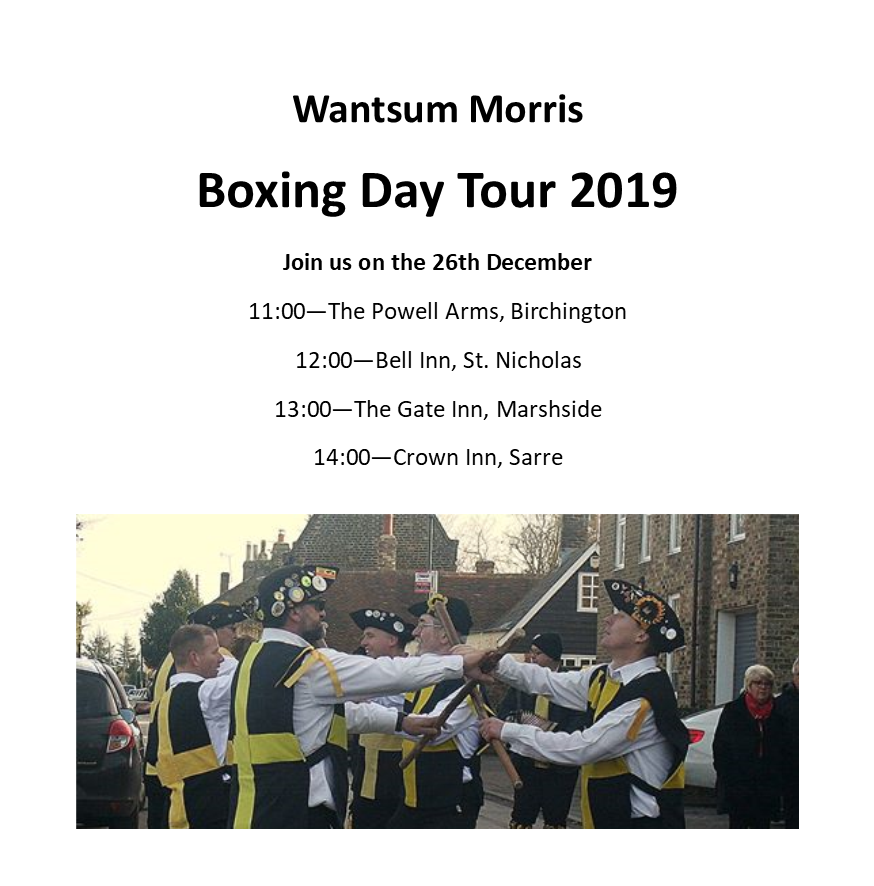 Wantsum Morris
Boxing Day Tour 2019
Join us on the 26th December
11:00—The Powell Arms, Birchington
12:00—Bell Inn, St. Nicholas
13:00—The Gate Inn, Marshside
14:00—Crown Inn, Sarre